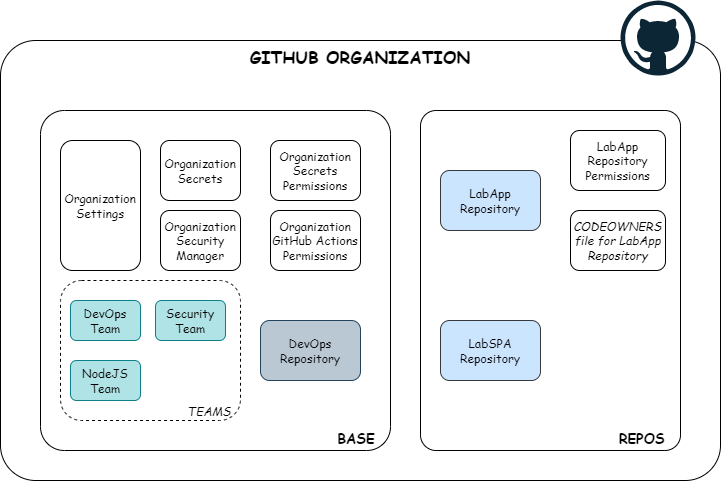 GITHUB ORGANIZATION
Organization
Settings
Organization
Secrets
Organization
Secrets
Permissions
Organization
Security
Manager
Organization
GitHub Actions
Permissions
DevOps
Team
Security
Team
NodeJS
Team
TEAMS
DevOps
Repository
BASE
LabApp
Repository
LabApp
Repository
Permissions
CODEOWNERS
file for LabApp
Repository
LabSPA
Repository
REPOS